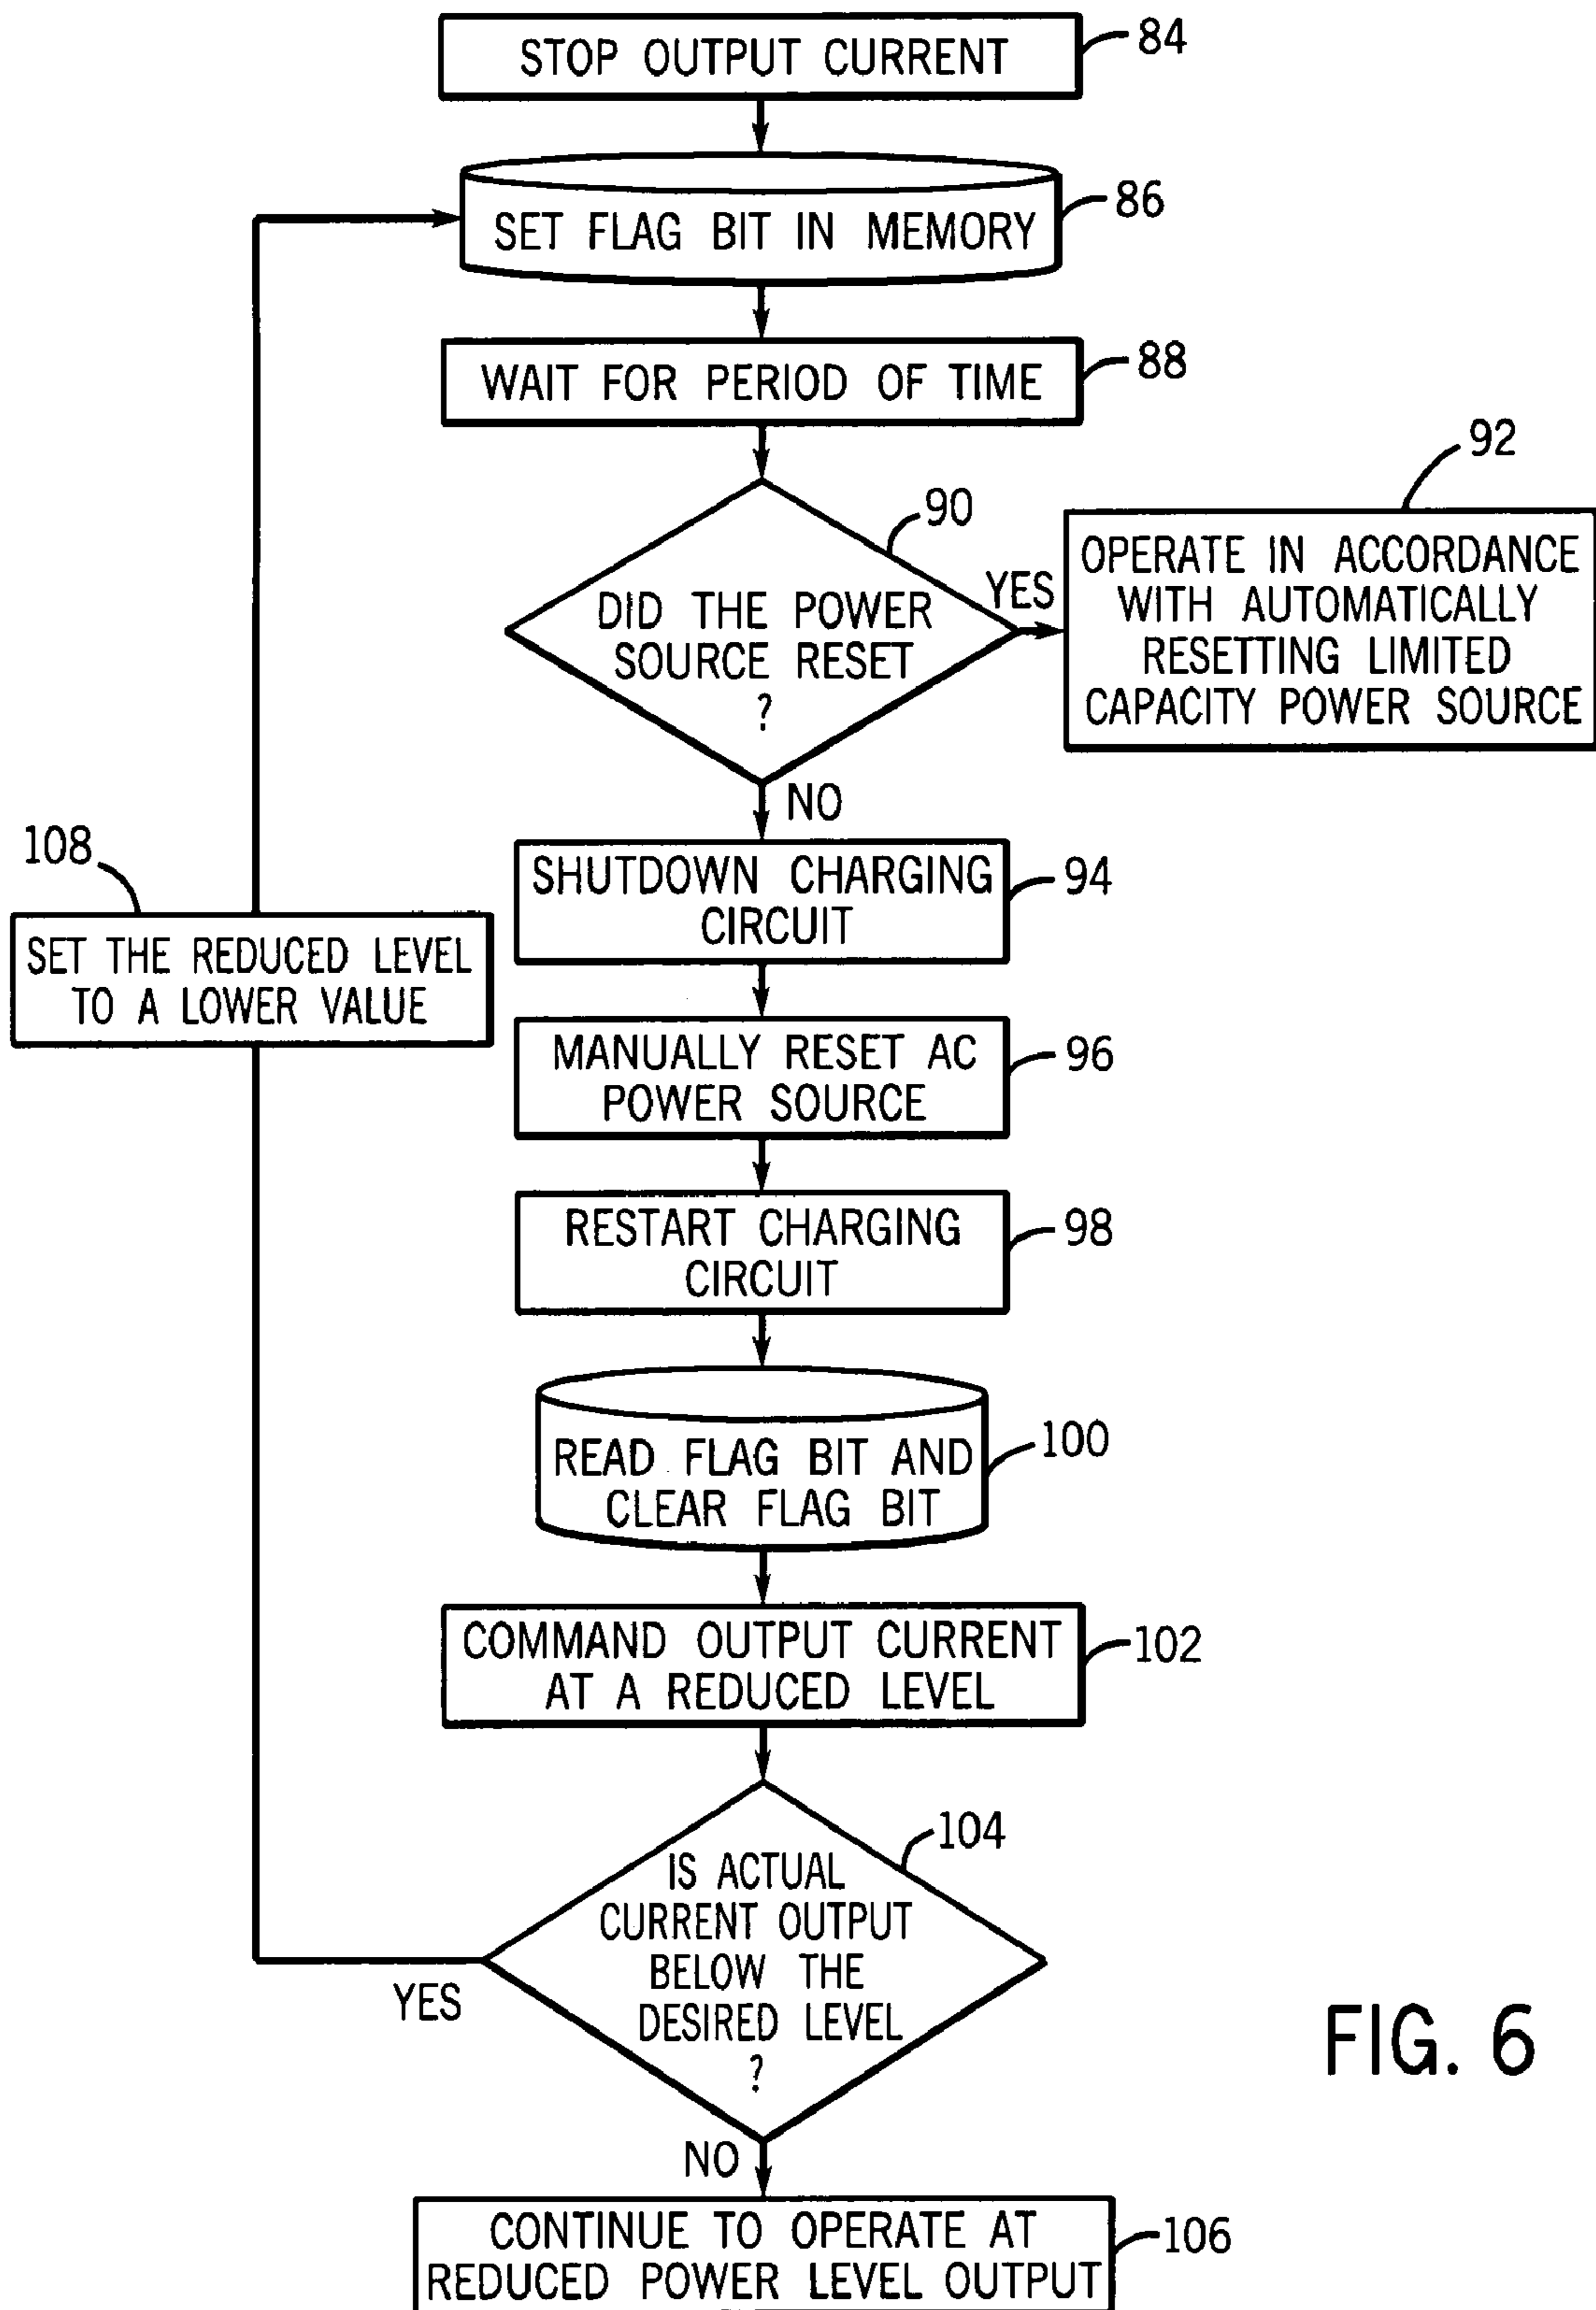 STOP OUTPUT CURRENT
84
SET FLAG BIT IN MEMORY
86
WAIT FOR PERIOD OF TIME
88
92
90
DID THE POWER
SOURCE RESET
?
YES
OPERATE IN ACCORDANCE
WITH AUTOMATICALLY
RESETTING LIMITED
CAPACITY POWER SOURCE
NO
108
SET THE REDUCED LEVEL
TO A LOWER VALUE
SHUTDOWN CHARGING
CIRCUIT
94
MANUALLY RESET AC
POWER SOURCE
96
RESTART CHARGING
CIRCUIT
98
READ FLAG BIT AND
CLEAR FLAG BIT
100
COMMAND OUTPUT CURRENT
AT A REDUCED LEVEL
102
104
IS ACTUAL
CURRENT OUTPUT
BELOW THE
DESIRED LEVEL
?
YES
NO
CONTINUE TO OPERATE AT
REDUCED POWER LEVEL OUTPUT
106
FIG. 6